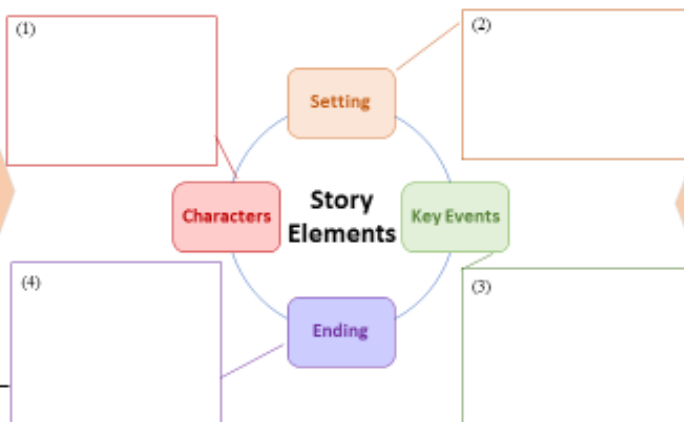 (1)
(2)
Setting
Characters
Story
Elements
Key Events
(4)
(3)
Ending